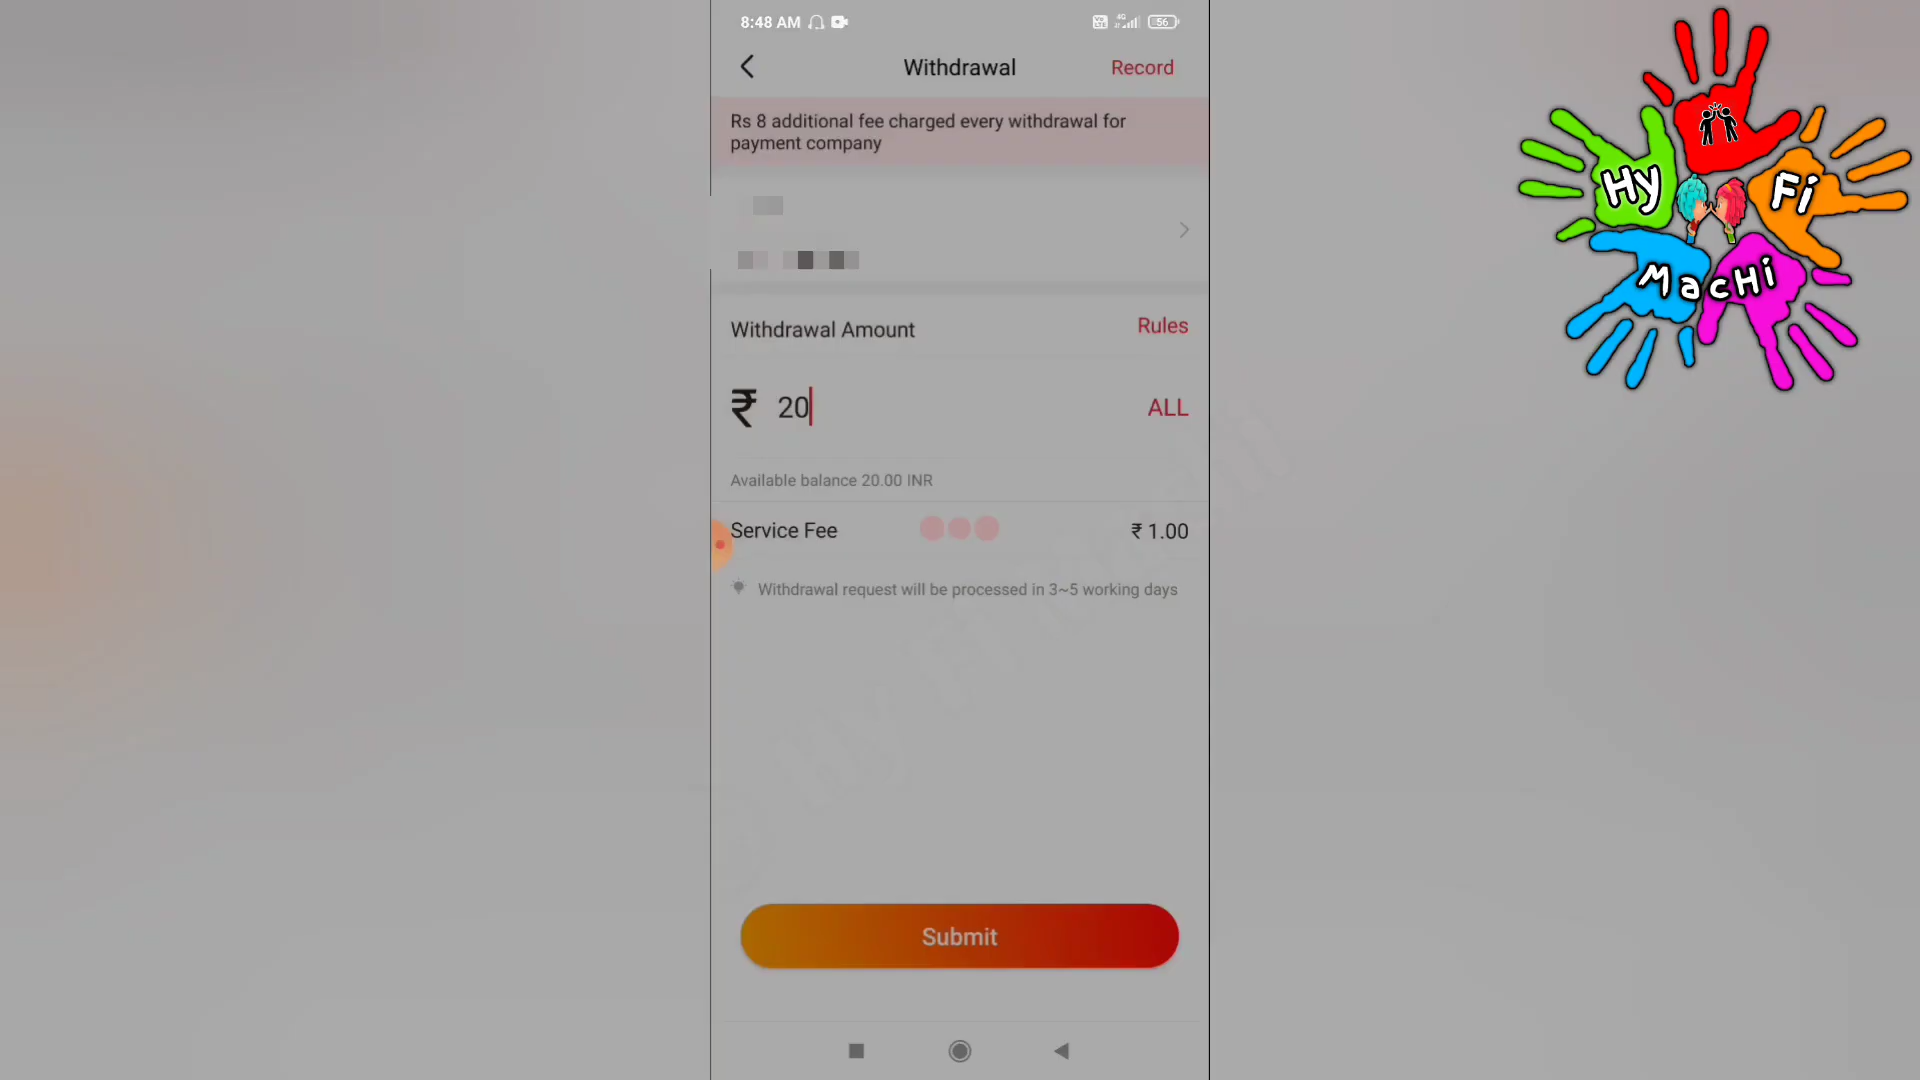 8:48 AM
56
Withdrawal
Record
Rs 8 additional fee charged every withdrawal for
payment company
Withdrawal Amount
Rules
₹ 20
ALL
Available balance 20.00 INR
Service Fee
₹ 1.00
Withdrawal request will be processed in 3~5 working days
Submit
Hy
Fi
MacHi